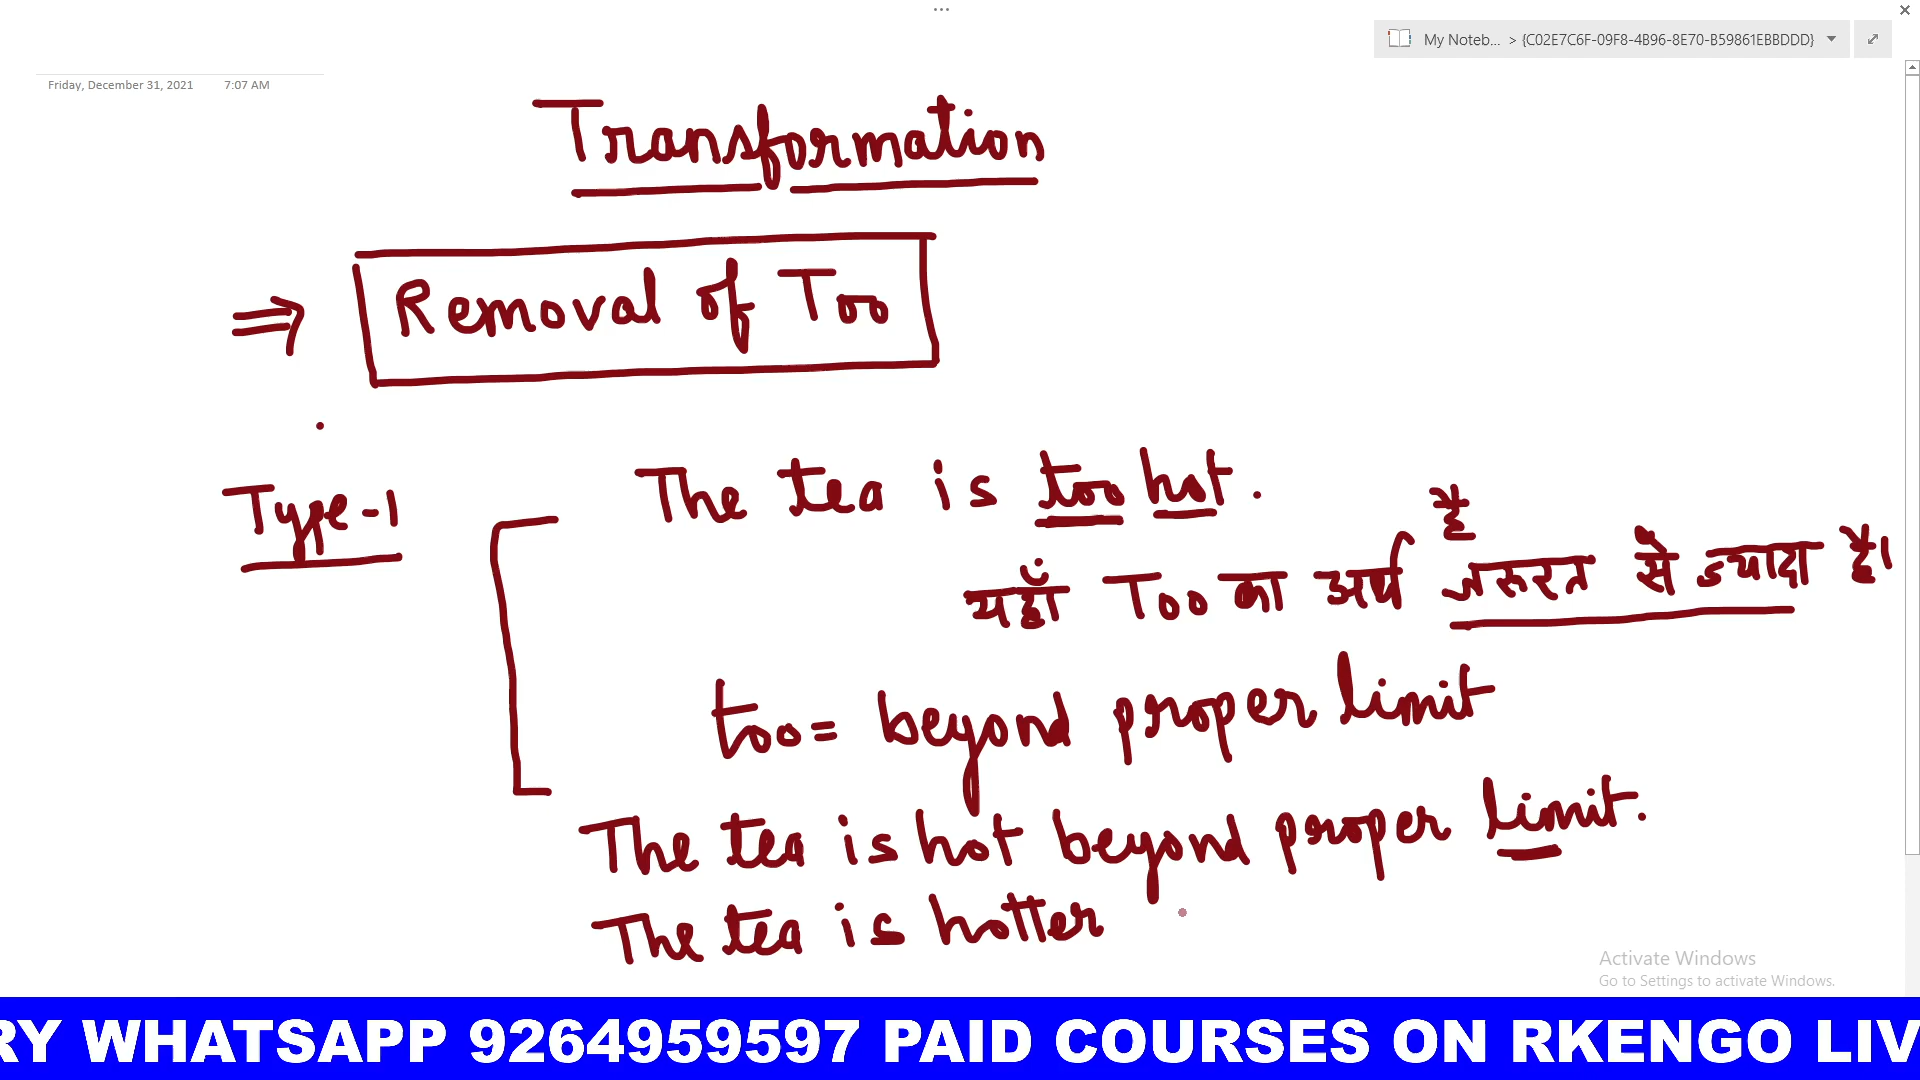 My Noteb... > {C02E7C6F-09F8-4B96-8E70-B59861EBBDDD}
Friday, December 31, 2021 7:07 AM
Transformation
⇒ Removal of Too
Type-1
The tea is too hot.
यहाँ Too का अर्थ जरूरत से ज्यादा है।
है
too = beyond proper limit
The tea is hot beyond proper limit.
The tea is hotter
Activate Windows
Go to Settings to activate Windows.
RY WHATSAPP 9264959597 PAID COURSES ON RKENGO LIV